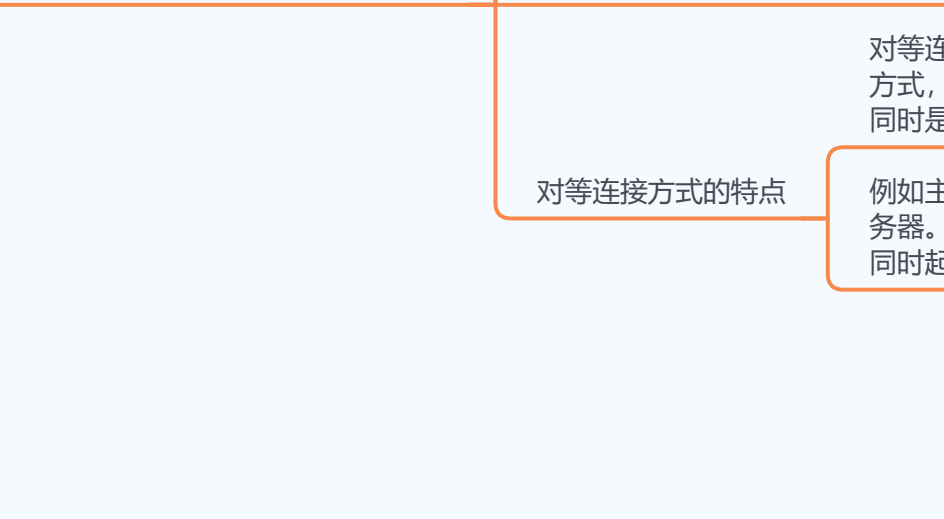 对等连
方式，
同时是
对等连接方式的特点
例如主
务器。
同时起